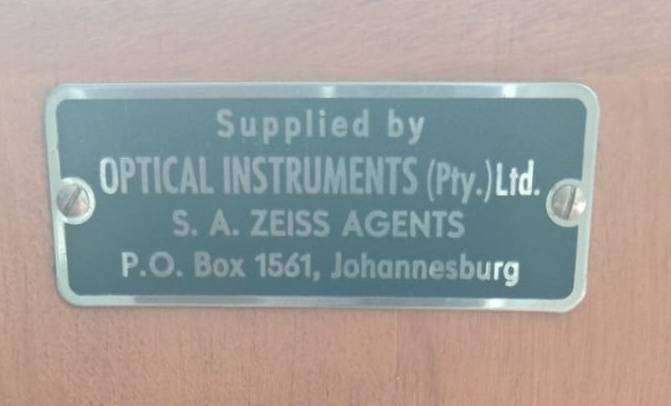 Supplied by
OPTICAL INSTRUMENTS (Pty.) Ltd.
S. A. ZEISS AGENTS
P.O. Box 1561, Johannesburg